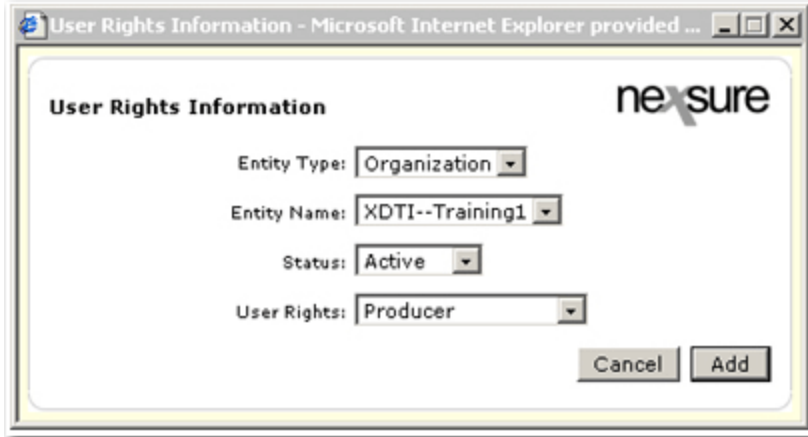 User Rights Information - Microsoft Internet Explorer provided ...
nexsure
User Rights Information
Entity Type: Organization
Entity Name: XDTI--Training1
Status: Active
User Rights: Producer
Cancel Add